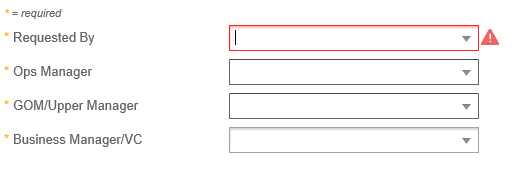 * = required
* Requested By
* Ops Manager
* GOM/Upper Manager
* Business Manager/VC